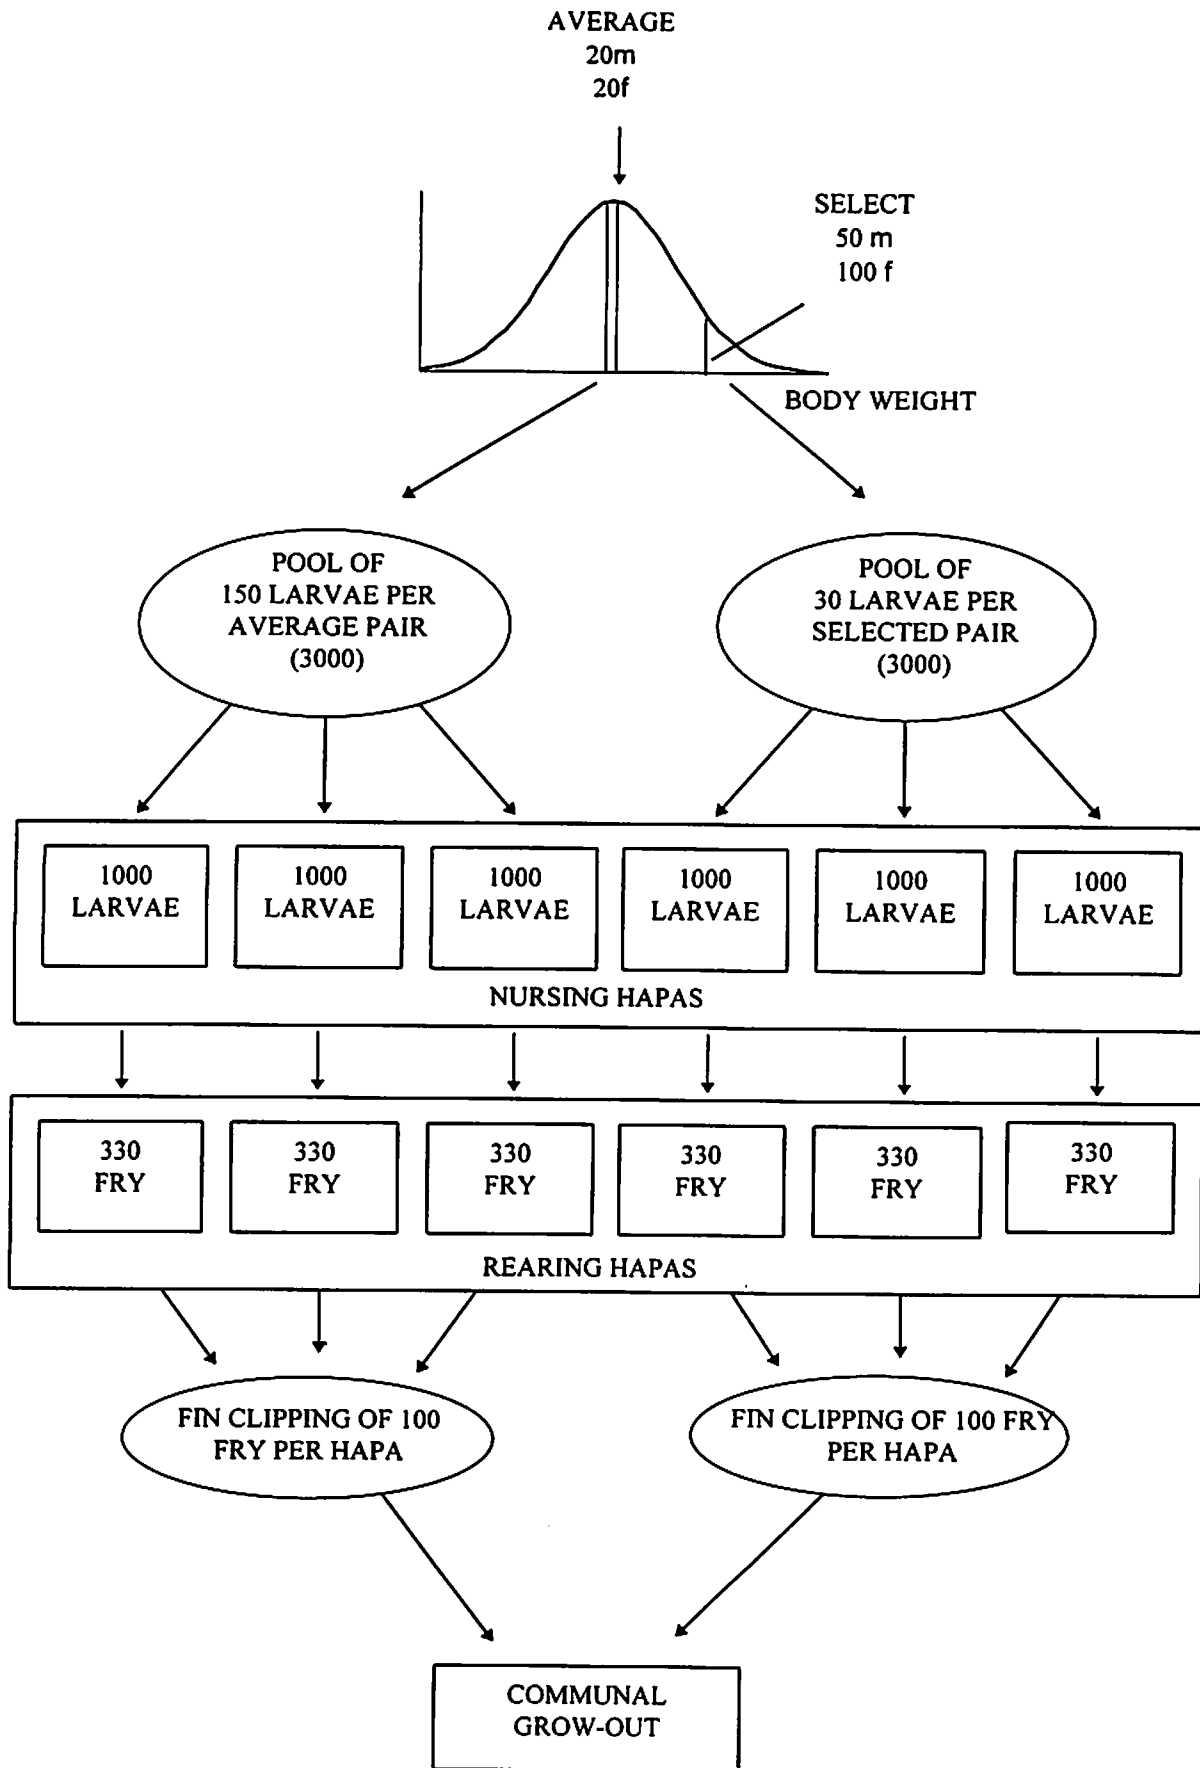 AVERAGE
20m
20f
SELECT
50 m
100 f
BODY WEIGHT
POOL OF
150 LARVAE PER
AVERAGE PAIR
(3000)
POOL OF
30 LARVAE PER
SELECTED PAIR
(3000)
1000
LARVAE
1000
LARVAE
1000
LARVAE
1000
LARVAE
1000
LARVAE
1000
LARVAE
NURSING HAPAS
330
FRY
330
FRY
330
FRY
330
FRY
330
FRY
330
FRY
REARING HAPAS
FIN CLIPPING OF 100
FRY PER HAPA
FIN CLIPPING OF 100 FRY
PER HAPA
COMMUNAL
GROW-OUT